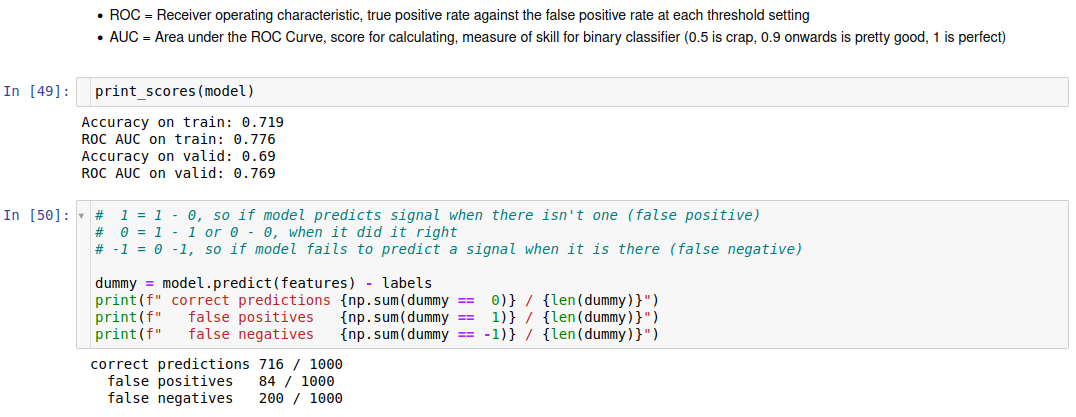 • ROC = Receiver operating characteristic, true positive rate against the false positive rate at each threshold setting
• AUC = Area under the ROC Curve, score for calculating, measure of skill for binary classifier (0.5 is crap, 0.9 onwards is pretty good, 1 is perfect)
In [49]: print_scores(model)
Accuracy on train: 0.719
ROC AUC on train: 0.776
Accuracy on valid: 0.69
ROC AUC on valid: 0.769
In [50]: #  1 = 1 - 0, so if model predicts signal when there isn't one (false positive)
#  0 = 1 - 1 or 0 - 0, when it did it right
# -1 = 0 -1, so if model fails to predict a signal when it is there (false negative)
dummy = model.predict(features) - labels
print(f" correct predictions {np.sum(dummy ==  0)} / {len(dummy)}")
print(f"   false positives   {np.sum(dummy ==  1)} / {len(dummy)}")
print(f"   false negatives   {np.sum(dummy == -1)} / {len(dummy)}")
correct predictions 716 / 1000
false positives   84 / 1000
false negatives   200 / 1000